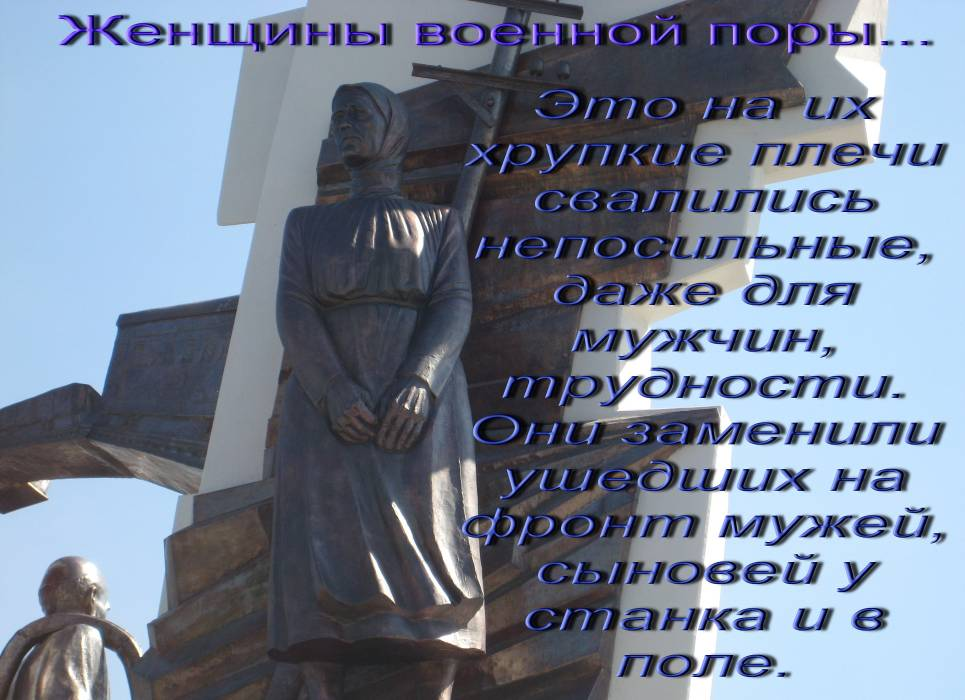 Женщины военной поры...
Это на их
хрупкие плечи
свалились
непосильные,
даже для
мужчин,
трудности.
Они заменили
ушедших на
фронт мужей,
сыновей у
станка и в
поле.